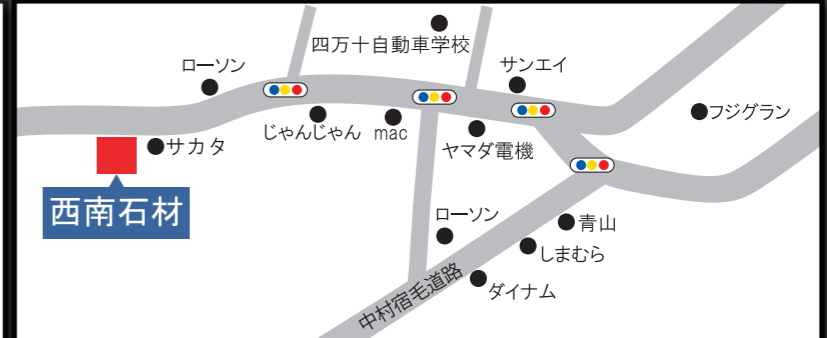 四万十自動車学校
ローソン
サンエイ
フジグラン
じゃんじゃん
mac
ヤマダ電機
サカタ
西南石材
ローソン
青山
しまむら
ダイナム
中村宿毛道路